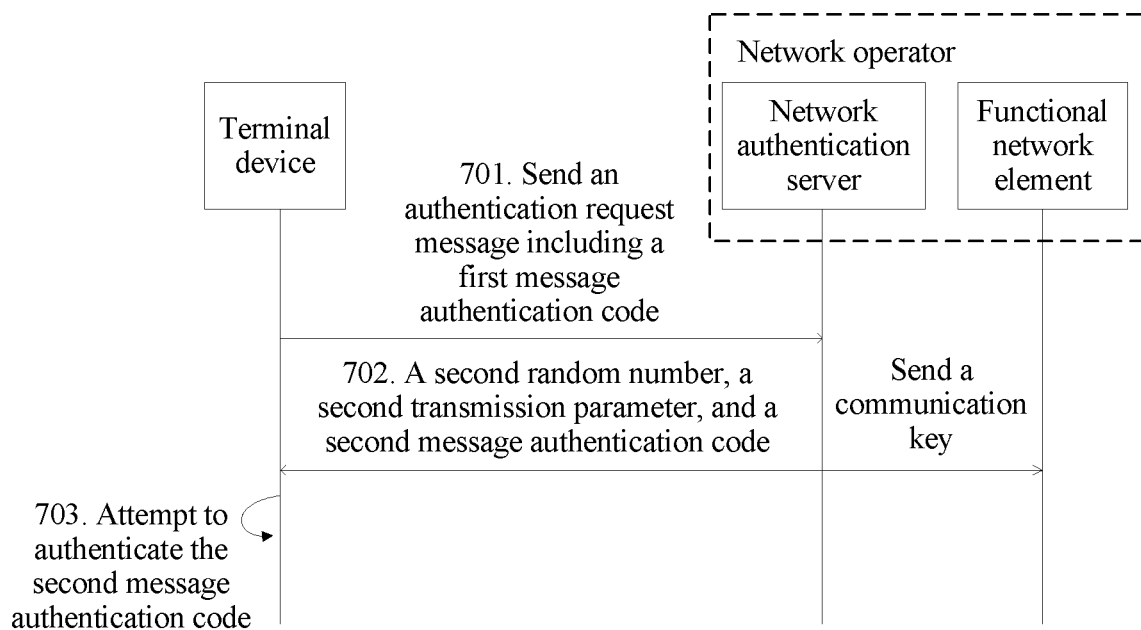 Network operator
Terminal
device
Network
authentication
server
Functional
network
element
701. Send an
authentication request
message including a
first message
authentication code
702. A second random number, a
second transmission parameter, and a
second message authentication code
Send a
communication
key
703. Attempt to
authenticate the
second message
authentication code